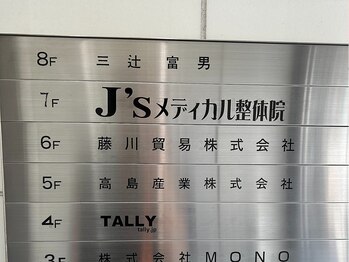 8F 三辻富男
7F J'sメディカル整体院
6F 藤川貿易株式会社
5F 高島産業株式会社
4F TALLY
tally.jp
3F 株式会社MONO